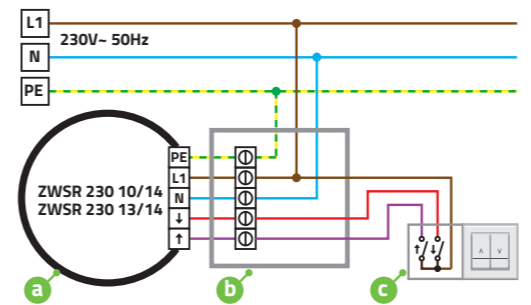 L1
230V~ 50Hz
N
PE
PE
L1
ZWSR 230 10/14
N
ZWSR 230 13/14
↓
↑
↑ ↓
∧ ∨
a
b
c